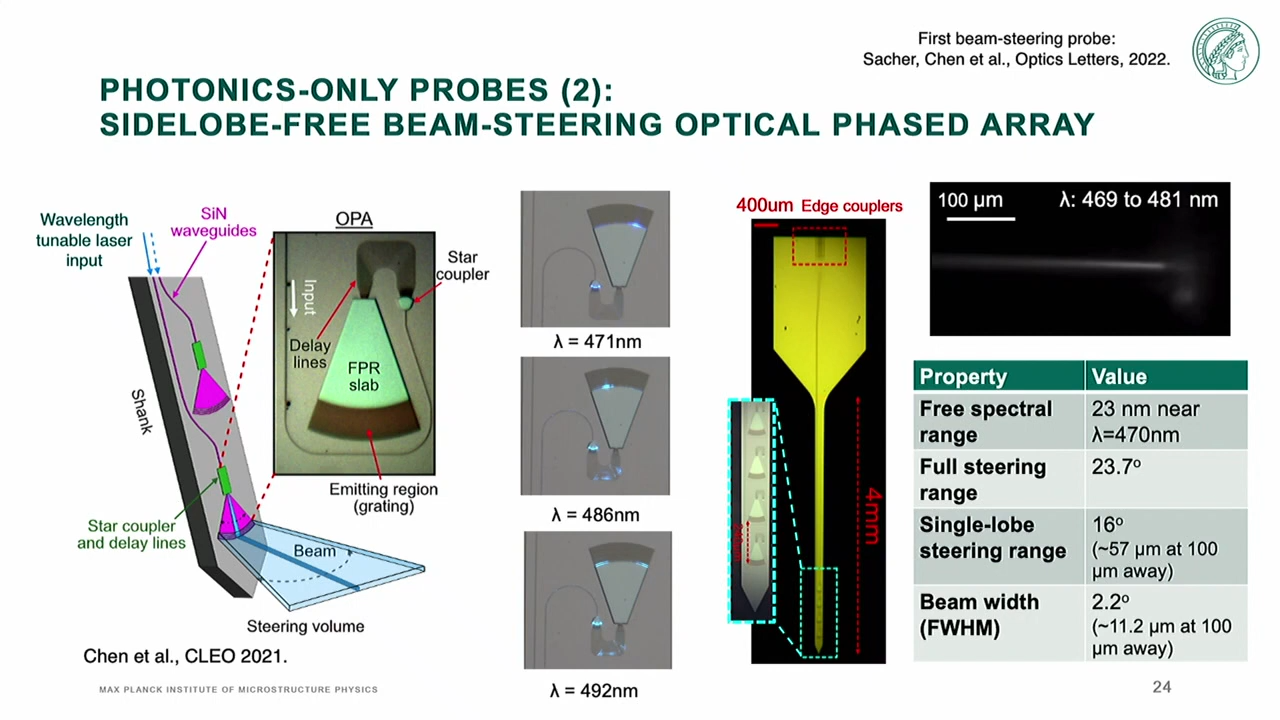 First beam-steering probe:
Sacher, Chen et al., Optics Letters, 2022.
PHOTONICS-ONLY PROBES (2):
SIDELOBE-FREE BEAM-STEERING OPTICAL PHASED ARRAY
Wavelength
tunable laser
input
SiN
waveguides
Shank
Star coupler
and delay lines
Beam
Steering volume
Chen et al., CLEO 2021.
OPA
Input
Star
coupler
Delay
lines
FPR
slab
Emitting region
(grating)
λ = 471nm
λ = 486nm
λ = 492nm
400um Edge couplers
4mm
100 µm
λ: 469 to 481 nm
Property Value
Free spectral 23 nm near
range λ=470nm
Full steering 23.7º
range
Single-lobe 16º
steering range (~57 µm at 100
µm away)
Beam width 2.2º
(FWHM) (~11.2 µm at 100
µm away)
MAX PLANCK INSTITUTE OF MICROSTRUCTURE PHYSICS
24